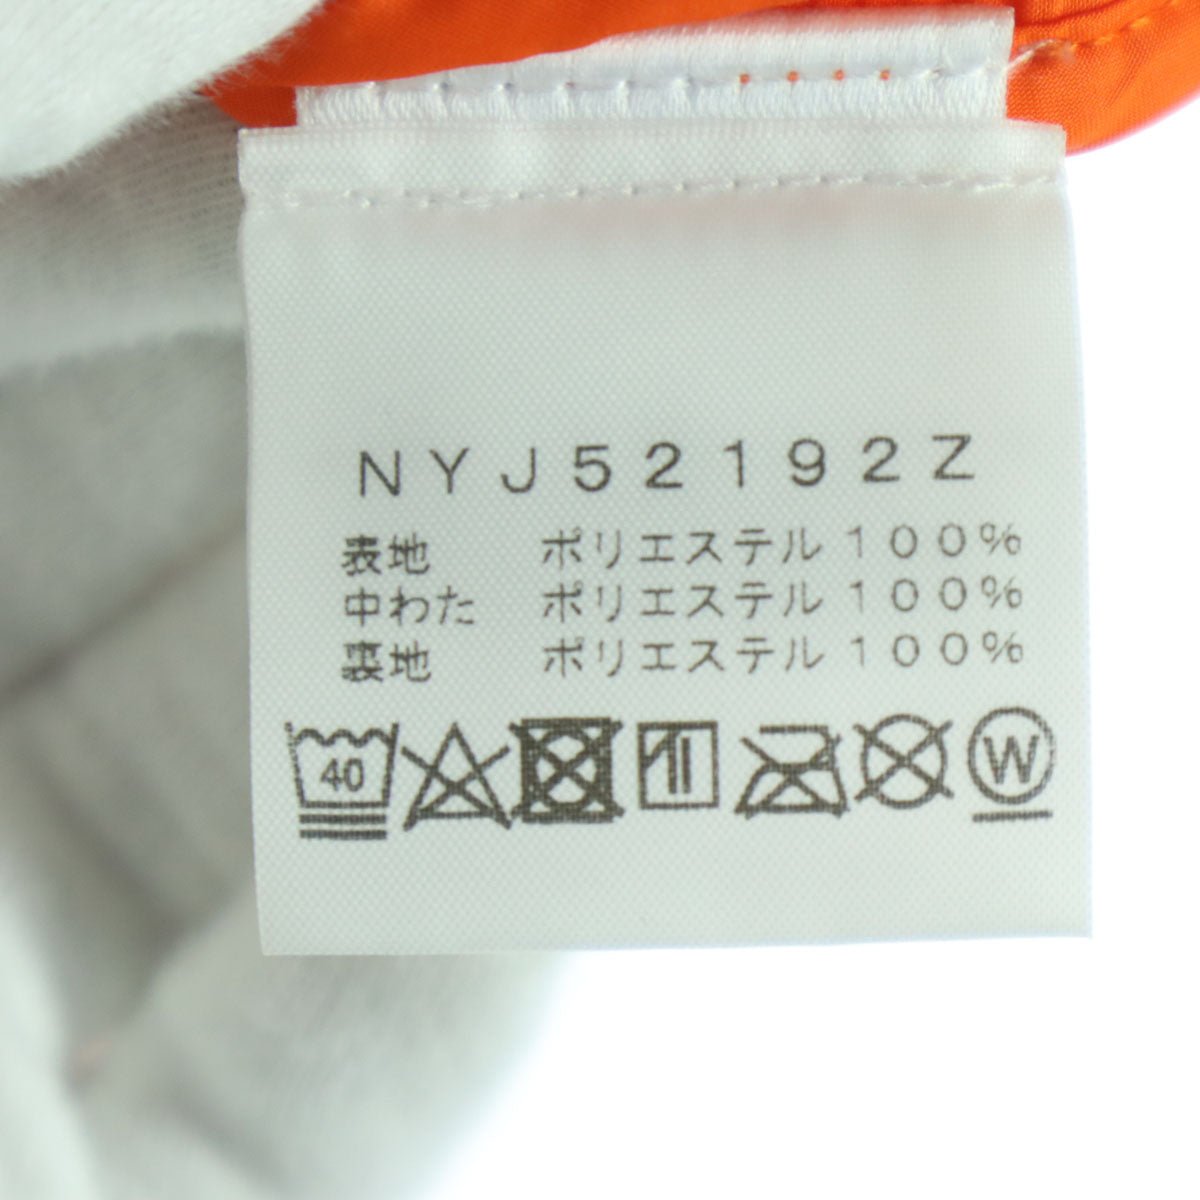 NYJ52192Z
表地 ポリエステル100%
中わた ポリエステル100%
裏地 ポリエステル100%
40 W